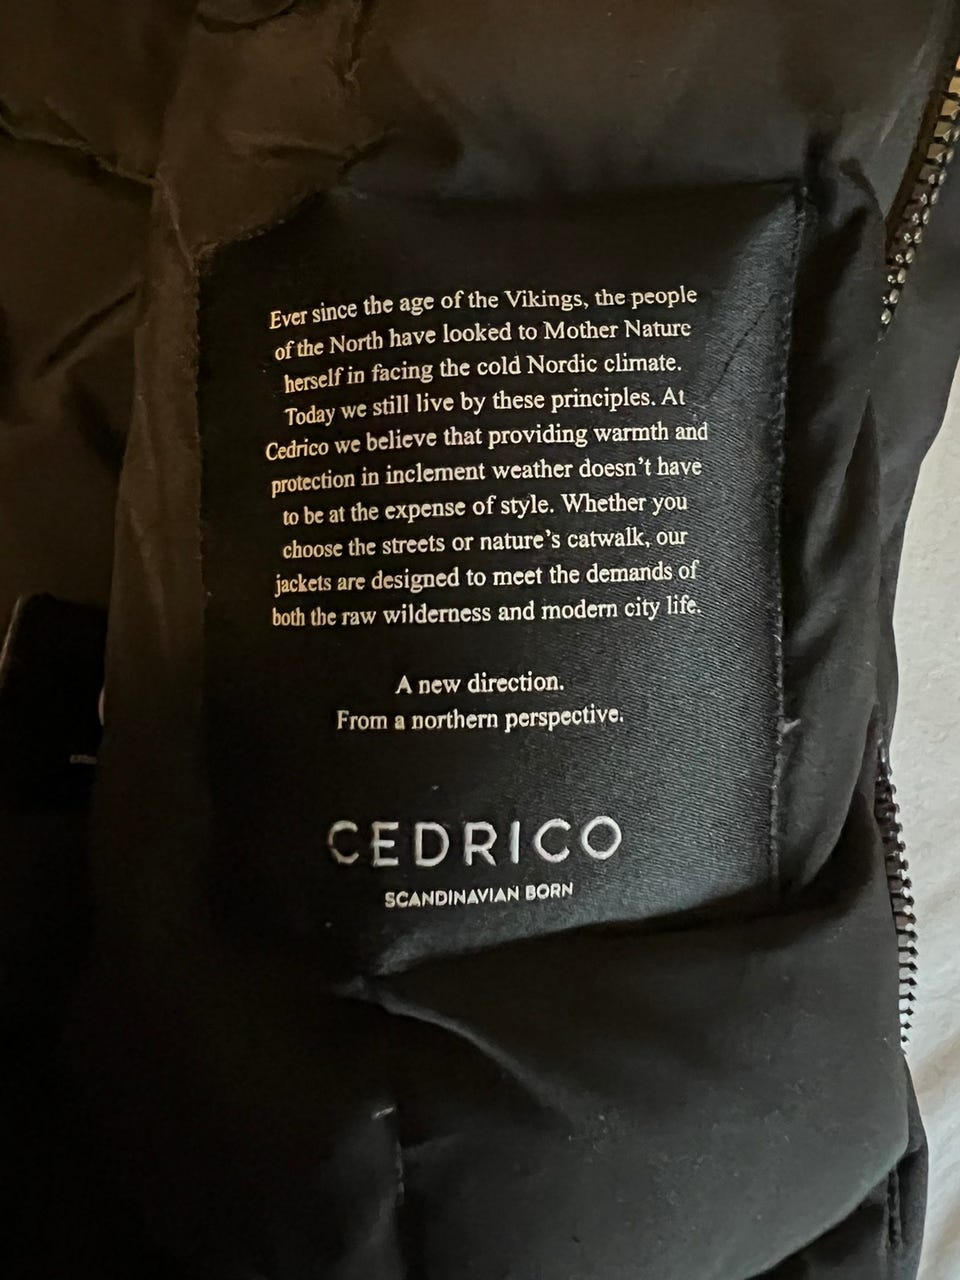 Ever since the age of the Vikings, the people
of the North have looked to Mother Nature
herself in facing the cold Nordic climate.
Today we still live by these principles. At
Cedrico we believe that providing warmth and
protection in inclement weather doesn't have
to be at the expense of style. Whether you
choose the streets or nature's catwalk, our
jackets are designed to meet the demands of
both the raw wilderness and modern city life.
A new direction.
From a northern perspective.
CEDRICO
SCANDINAVIAN BORN